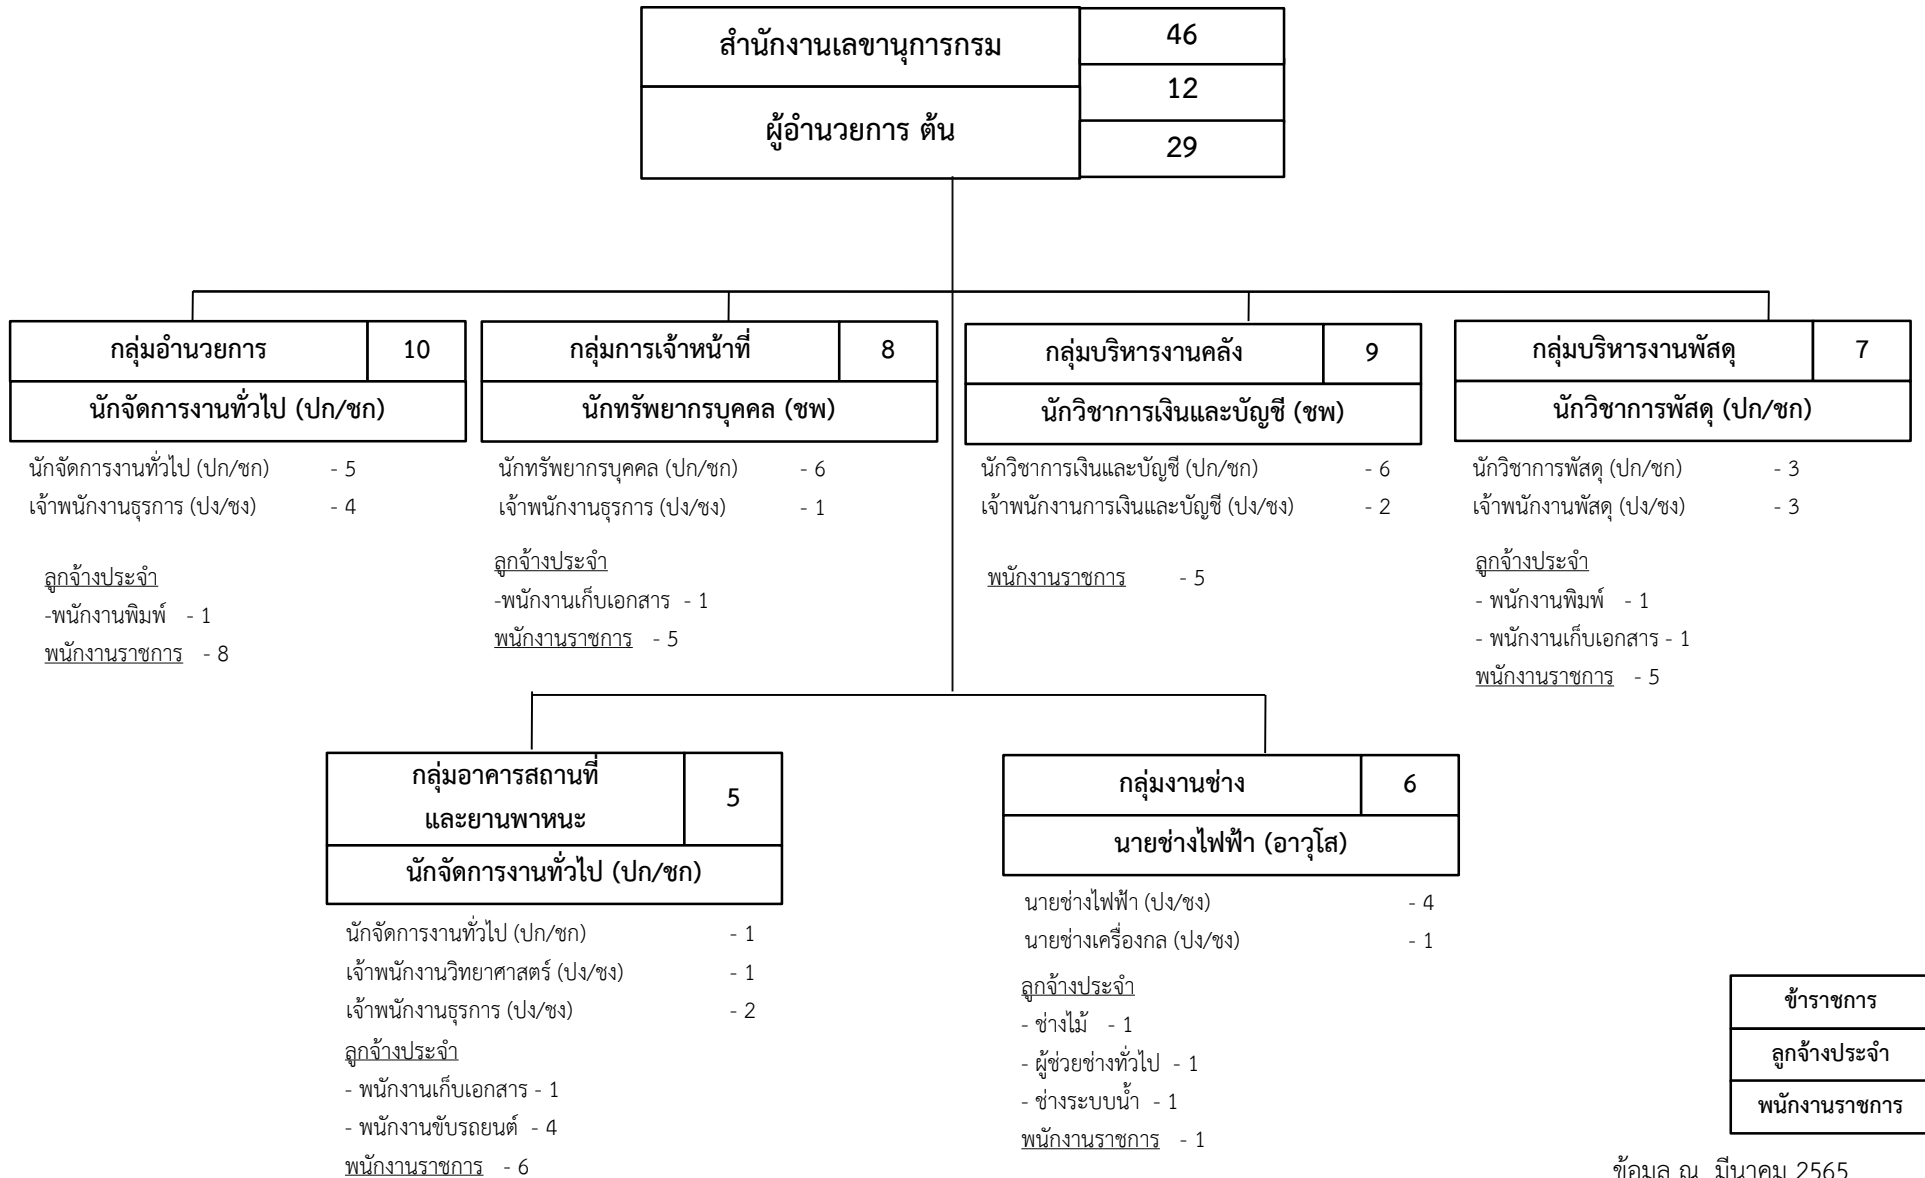 สำนักงานเลขานุการกรม
46
12
ผู้อำนวยการ ต้น
29
กลุ่มอำนวยการ 10
นักจัดการงานทั่วไป (ปก/ชก)
นักจัดการงานทั่วไป (ปก/ชก) - 5
เจ้าพนักงานธุรการ (ปง/ชง) - 4
ลูกจ้างประจำ
-พนักงานพิมพ์ - 1
พนักงานราชการ - 8
กลุ่มการเจ้าหน้าที่ 8
นักทรัพยากรบุคคล (ชพ)
นักทรัพยากรบุคคล (ปก/ชก) - 6
เจ้าพนักงานธุรการ (ปง/ชง) - 1
ลูกจ้างประจำ
-พนักงานเก็บเอกสาร - 1
พนักงานราชการ - 5
กลุ่มบริหารงานคลัง 9
นักวิชาการเงินและบัญชี (ชพ)
นักวิชาการเงินและบัญชี (ปก/ชก) - 6
เจ้าพนักงานการเงินและบัญชี (ปง/ชง) - 2
พนักงานราชการ - 5
กลุ่มบริหารงานพัสดุ 7
นักวิชาการพัสดุ (ปก/ชก)
นักวิชาการพัสดุ (ปก/ชก) - 3
เจ้าพนักงานพัสดุ (ปง/ชง) - 3
ลูกจ้างประจำ
- พนักงานพิมพ์ - 1
- พนักงานเก็บเอกสาร - 1
พนักงานราชการ - 5
กลุ่มอาคารสถานที่
และยานพาหนะ
5
นักจัดการงานทั่วไป (ปก/ชก)
นักจัดการงานทั่วไป (ปก/ชก) - 1
เจ้าพนักงานวิทยาศาสตร์ (ปง/ชง) - 1
เจ้าพนักงานธุรการ (ปง/ชง) - 2
ลูกจ้างประจำ
- พนักงานเก็บเอกสาร - 1
- พนักงานขับรถยนต์ - 4
พนักงานราชการ - 6
กลุ่มงานช่าง 6
นายช่างไฟฟ้า (อาวุโส)
นายช่างไฟฟ้า (ปง/ชง) - 4
นายช่างเครื่องกล (ปง/ชง) - 1
ลูกจ้างประจำ
- ช่างไม้ - 1
- ผู้ช่วยช่างทั่วไป - 1
- ช่างระบบน้ำ - 1
พนักงานราชการ - 1
ข้าราชการ
ลูกจ้างประจำ
พนักงานราชการ
ข้อมูล ณ มีนาคม 2565